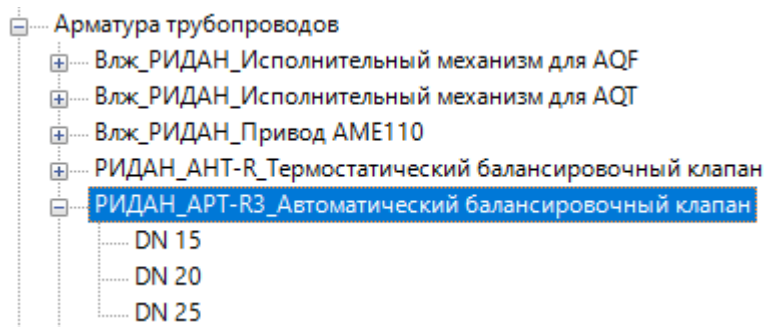 Арматура трубопроводов
Влж_РИДАН_Исполнительный механизм для AQF
Влж_РИДАН_Исполнительный механизм для AQT
Влж_РИДАН_Привод AME110
РИДАН_AHT-R_Термостатический балансировочный клапан
РИДАН_APT-R3_Автоматический балансировочный клапан
DN 15
DN 20
DN 25